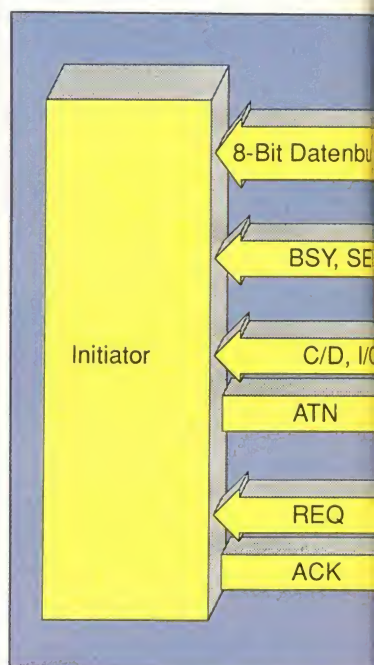 8-Bit Datenbu
BSY, SE
Initiator
C/D, I/
ATN
REQ
ACK